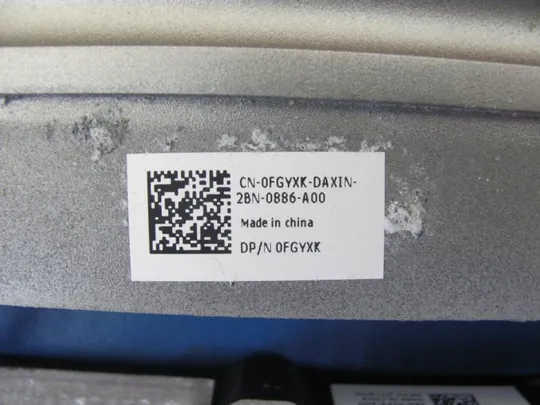 CN-0FGYXK-DAXIN-
2BN-0886-A00
Made in china
DP/N 0FGYXK